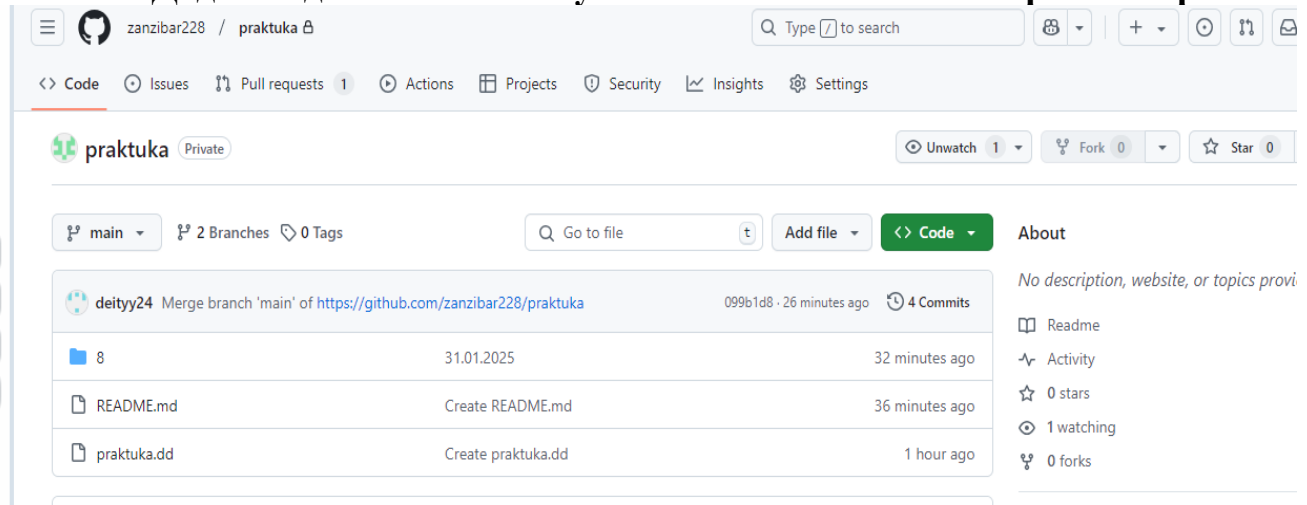 zanzibar228 / praktuka
Type / to search
Code Issues Pull requests 1 Actions Projects Security Insights Settings
praktuka Private
Unwatch 1 Fork 0 Star 0
main 2 Branches 0 Tags Go to file t Add file Code
About
deityy24 Merge branch 'main' of https://github.com/zanzibar228/praktuka 099b1d8 · 26 minutes ago 4 Commits
No description, website, or topics
8 31.01.2025 32 minutes ago
Readme
Activity
README.md Create README.md 36 minutes ago
0 stars
1 watching
praktuka.dd Create praktuka.dd 1 hour ago
0 forks